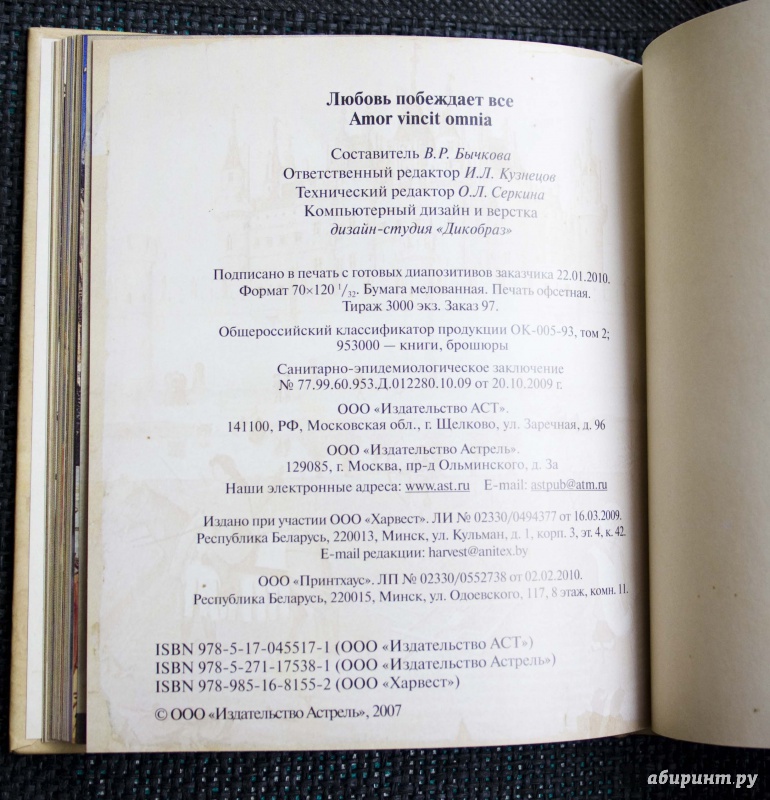 Любовь побеждает все
Amor vincit omnia
Составитель В.Р. Бычкова
Ответственный редактор И.Л. Кузнецов
Технический редактор О.Л. Серкина
Компьютерный дизайн и верстка
дизайн-студия «Дикобраз»
Подписано в печать с готовых диапозитивов заказчика 22.01.2010.
Формат 70×120 1/32. Бумага мелованная. Печать офсетная.
Тираж 3000 экз. Заказ 97.
Общероссийский классификатор продукции ОК-005-93, том 2;
953000 — книги, брошюры
Санитарно-эпидемиологическое заключение
№ 77.99.60.953.Д.012280.10.09 от 20.10.2009 г.
ООО «Издательство АСТ».
141100, РФ, Московская обл., г. Щелково, ул. Заречная, д. 96
ООО «Издательство Астрель».
129085, г. Москва, пр-д Ольминского, д. 3а
Наши электронные адреса: www.ast.ru E-mail: astpub@atm.ru
Издано при участии ООО «Харвест». ЛИ № 02330/0494377 от 16.03.2009.
Республика Беларусь, 220013, Минск, ул. Кульман, д. 1, корп. 3, эт. 4, к. 42.
E-mail редакции: harvest@anitex.by
ООО «Принтхаус». ЛП № 02330/0552738 от 02.02.2010.
Республика Беларусь, 220015, Минск, ул. Одоевского, 117, 8 этаж, комн. 11.
ISBN 978-5-17-045517-1 (ООО «Издательство АСТ»)
ISBN 978-5-271-17538-1 (ООО «Издательство Астрель»)
ISBN 978-985-16-8155-2 (ООО «Харвест»)
© ООО «Издательство Астрель», 2007
абиринт.ру